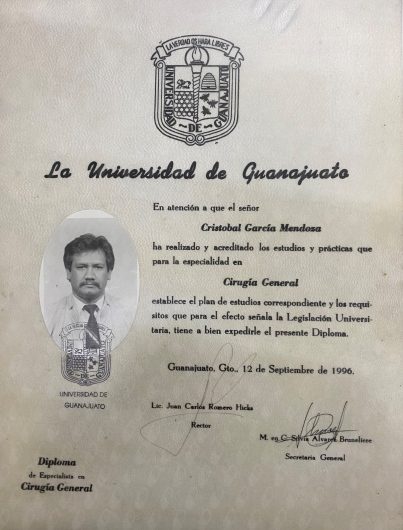 LA VERDAD OS HARA LIBRES
UNIVERSIDAD DE GUANAJUATO
La Universidad de Guanajuato
En atención a que el señor
Cristobal García Mendoza
ha realizado y acreditado los estudios y prácticas que
para la especialidad en
Cirugía General
establece el plan de estudios correspondiente y los requi-
sitos que para el efecto señala la Legislación Universi-
taria, tiene a bien expedirle el presente Diploma.
Guanajuato, Gto., 12 de Septiembre de 1996.
UNIVERSIDAD DE
GUANAJUATO
Lic. Juan Carlos Romero Hicks
Rector
M. en C. Silvia Alvarez Bruneliere
Secretaria General
Diploma
de Especialista en
Cirugía General